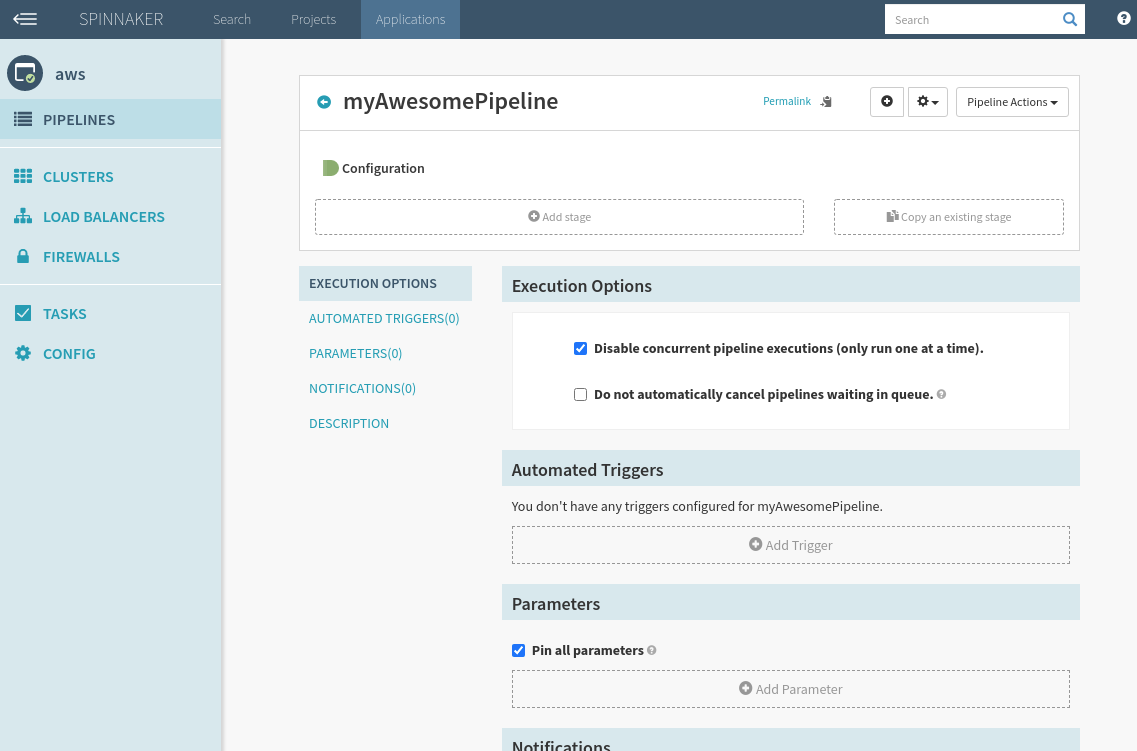 SPINNAKER Search Projects Applications Search
aws
PIPELINES
CLUSTERS
LOAD BALANCERS
FIREWALLS
TASKS
CONFIG
myAwesomePipeline Permalink Pipeline Actions
Configuration
Add stage Copy an existing stage
EXECUTION OPTIONS
AUTOMATED TRIGGERS(0)
PARAMETERS(0)
NOTIFICATIONS(0)
DESCRIPTION
Execution Options
Disable concurrent pipeline executions (only run one at a time).
Do not automatically cancel pipelines waiting in queue.
Automated Triggers
You don't have any triggers configured for myAwesomePipeline.
Add Trigger
Parameters
Pin all parameters
Add Parameter
Notifications